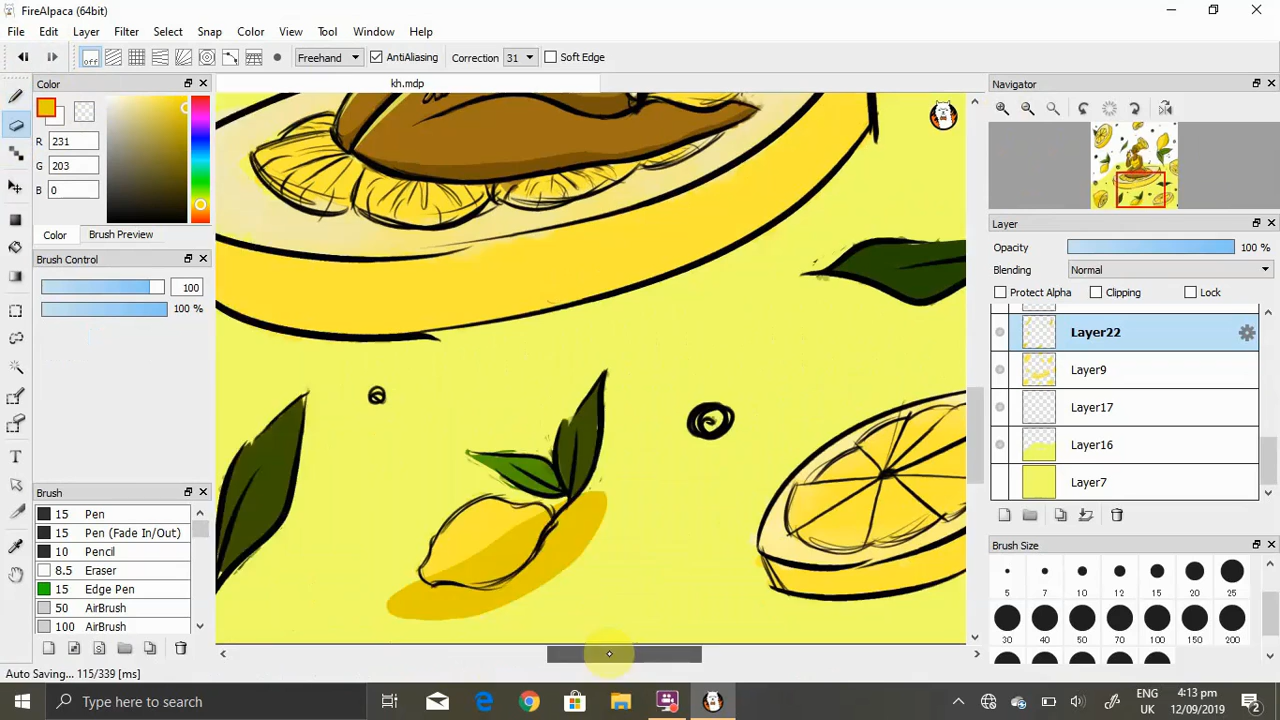 FireAlpaca (64bit)
File Edit Layer Filter Select Snap Color View Tool Window Help
off Freehand AntiAliasing Correction 31 Soft Edge
Color kh.mdp Navigator
R 231
G 203
B 0
Color Brush Preview
Layer
Opacity 100 %
Blending Normal
Protect Alpha Clipping Lock
Brush Control
100
100 %
Layer22
Layer9
Layer17
Layer16
Layer7
Brush
15 Pen
15 Pen (Fade In/Out)
10 Pencil
8.5 Eraser
15 Edge Pen
50 AirBrush
100 AirBrush
Brush Size
5 7 10 12 15 20 25
30 40 50 70 100 150 200
Auto Saving...115/339 [ms]
Type here to search
ENG
UK
4:13 pm
12/09/2019
2